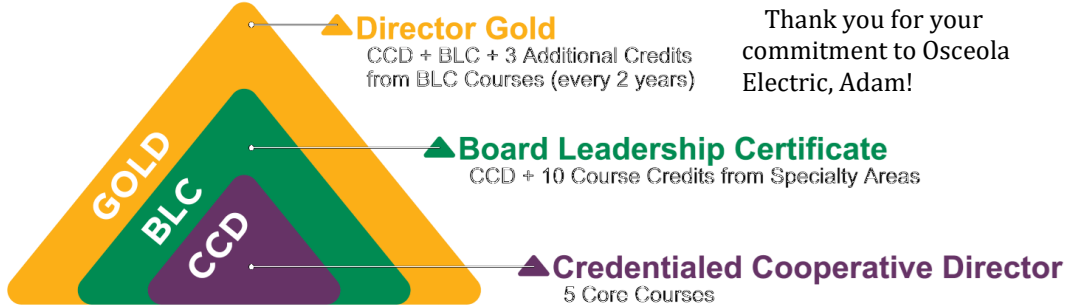 Director Gold
CCD + BLC + 3 Additional Credits
from BLC Courses (every 2 years)
Thank you for your
commitment to Osceola
Electric, Adam!
GOLD
BLC
CCD
Board Leadership Certificate
CCD + 10 Course Credits from Specialty Areas
Credentialed Cooperative Director
5 Core Courses